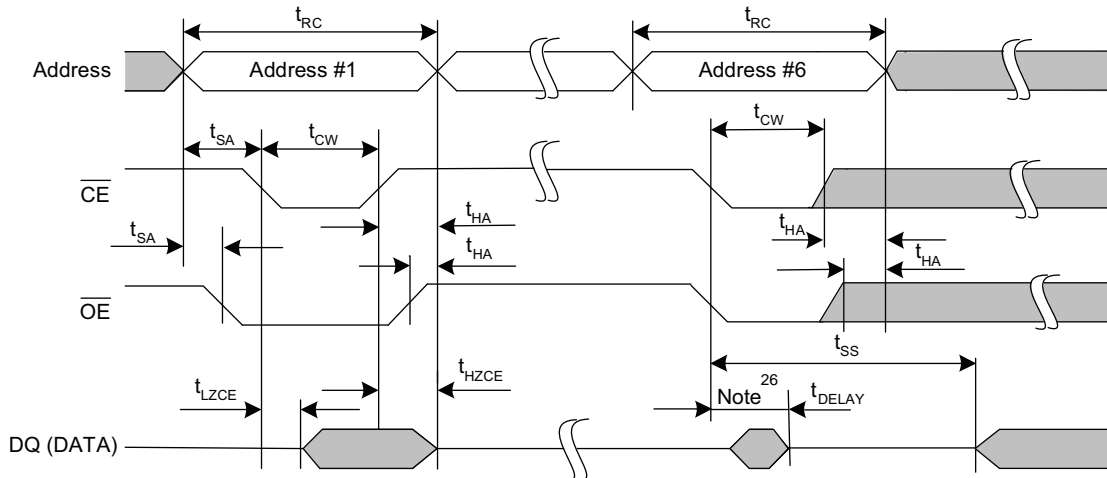 tRC tRC
Address Address #1 Address #6
tSA tCW tCW
CE
tHA tHA
tSA tHA tHA
OE
tSS
tLZCE tHZCE Note 26 tDELAY
DQ (DATA)